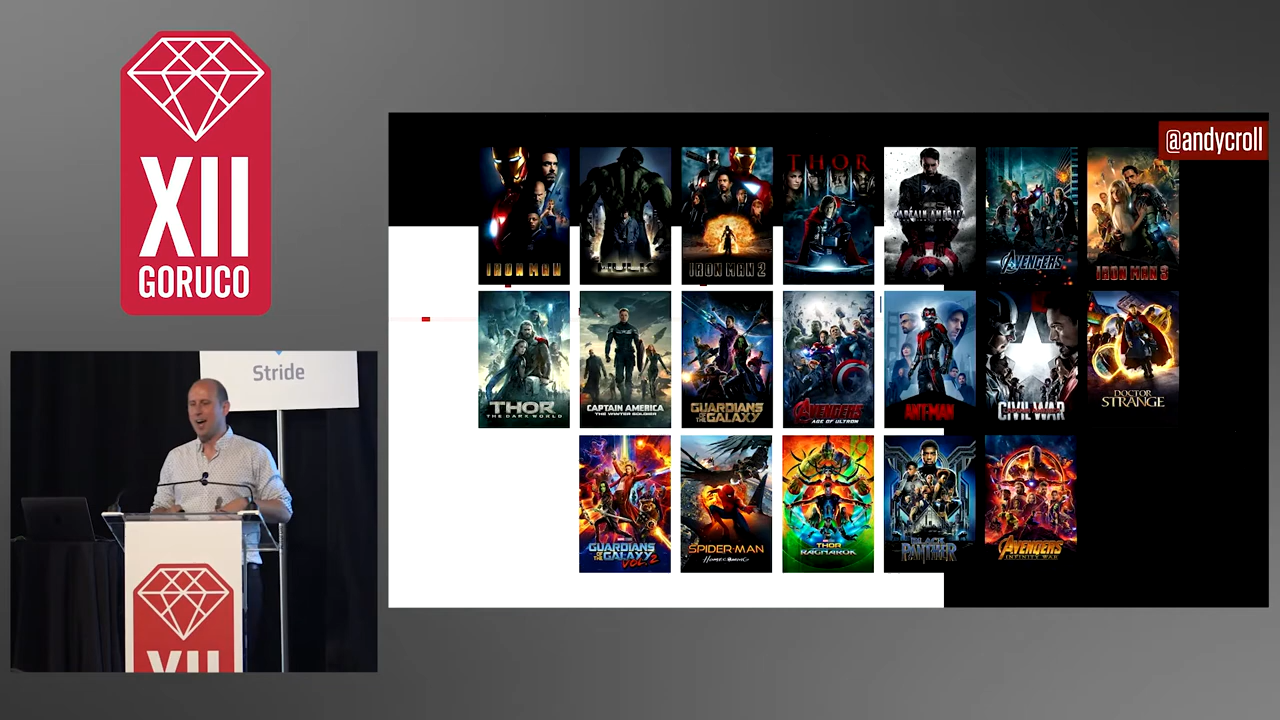 XII
GORUCO
@andycroll
IRON MAN
HULK
IRON MAN 2
THOR
CAPTAIN AMERICA
AVENGERS
IRON MAN 3
THOR
THE DARK WORLD
CAPTAIN AMERICA
THE WINTER SOLDIER
GUARDIANS
OF THE GALAXY
AVENGERS
AGE OF ULTRON
ANT-MAN
CIVIL WAR
DOCTOR
STRANGE
GUARDIANS
OF THE GALAXY
VOL. 2
SPIDER-MAN
HOMECOMING
THOR
RAGNAROK
BLACK
PANTHER
AVENGERS
INFINITY WAR
Stride
XII